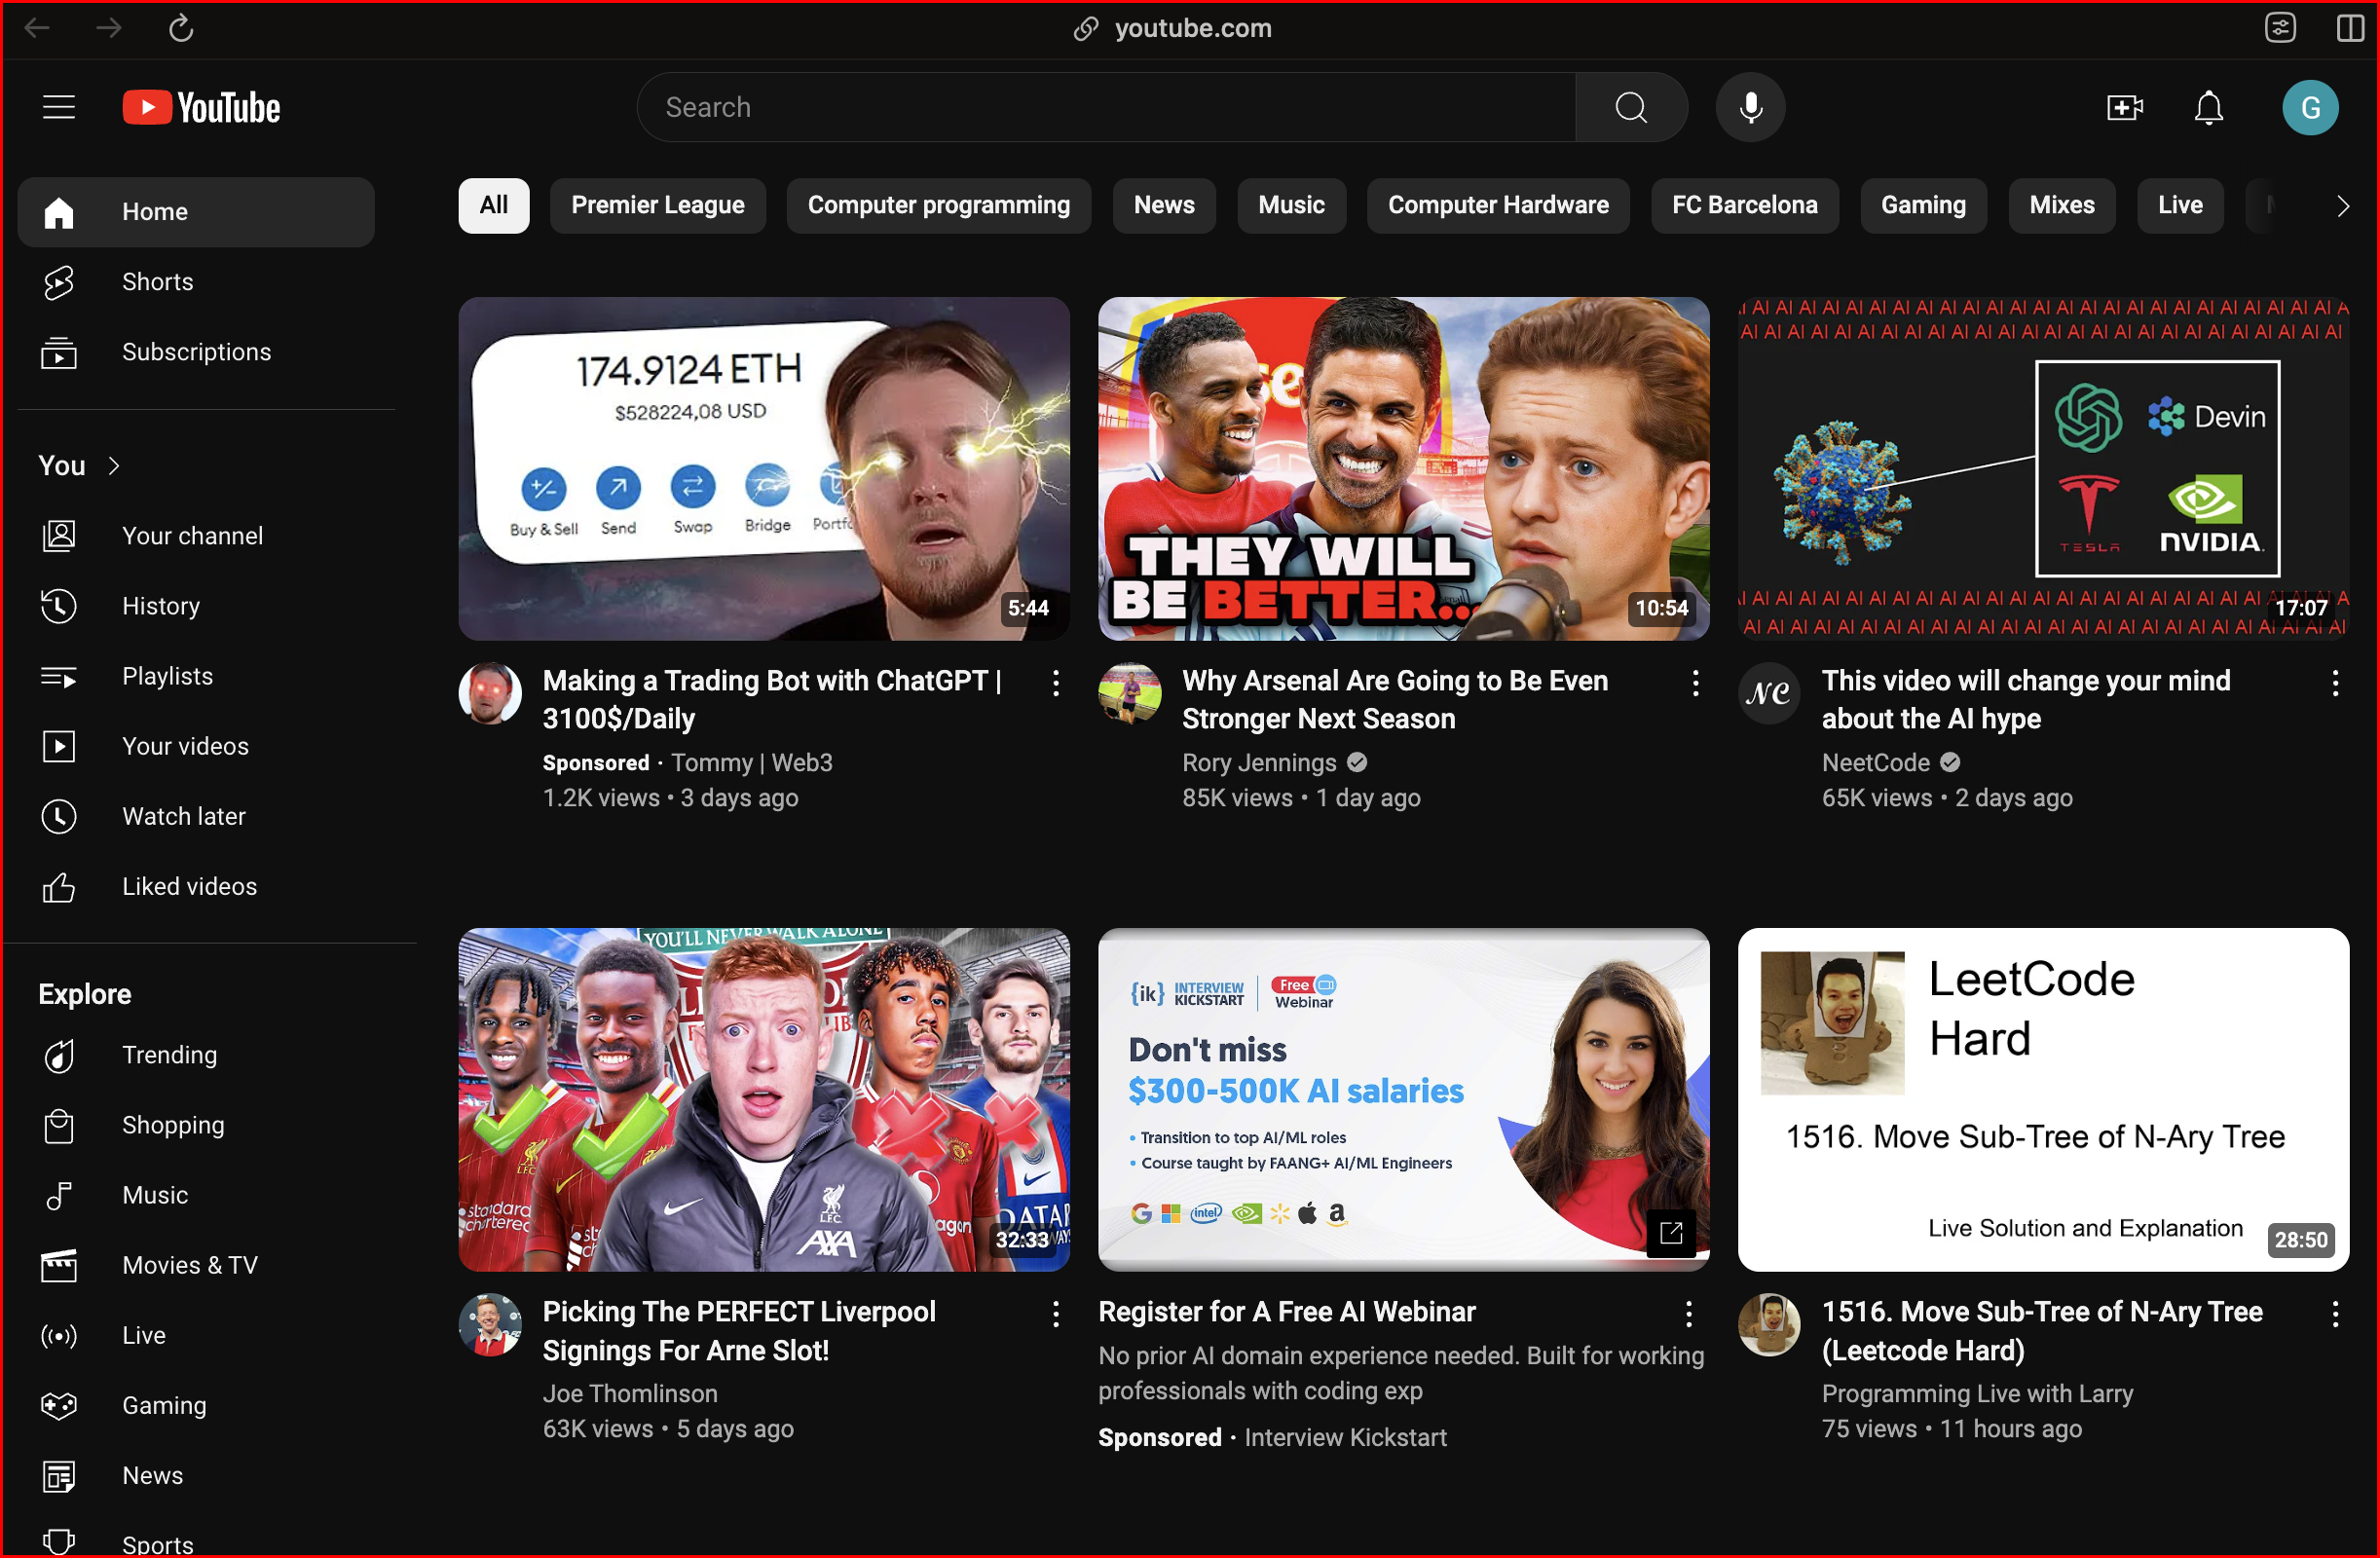 youtube.com
YouTube
Search
G
Home
Shorts
Subscriptions
You
Your channel
History
Playlists
Your videos
Watch later
Liked videos
Explore
Trending
Shopping
Music
Movies & TV
Live
Gaming
News
Sports
All
Premier League
Computer programming
News
Music
Computer Hardware
FC Barcelona
Gaming
Mixes
Live
174.9124 ETH
$528224,08 USD
Buy & Sell
Send
Swap
Bridge
5:44
Making a Trading Bot with ChatGPT |
3100$/Daily
Sponsored · Tommy | Web3
1.2K views • 3 days ago
THEY WILL
BE BETTER...
10:54
Why Arsenal Are Going to Be Even
Stronger Next Season
Rory Jennings
85K views • 1 day ago
AI AI AI AI AI AI AI AI AI AI AI AI AI AI AI AI AI AI AI AI AI
Devin
TESLA
NVIDIA.
17:07
NC
This video will change your mind
about the AI hype
NeetCode
65K views • 2 days ago
YOU'LL NEVER WALK ALONE
L.F.C.
AXA
standard
chartered
32:33
Picking The PERFECT Liverpool
Signings For Arne Slot!
Joe Thomlinson
63K views • 5 days ago
{ik} INTERVIEW
KICKSTART
Free
Webinar
Don't miss
$300-500K AI salaries
• Transition to top AI/ML roles
• Course taught by FAANG+ AI/ML Engineers
intel
Register for A Free AI Webinar
No prior AI domain experience needed. Built for working
professionals with coding exp
Sponsored · Interview Kickstart
LeetCode
Hard
1516. Move Sub-Tree of N-Ary Tree
Live Solution and Explanation
28:50
1516. Move Sub-Tree of N-Ary Tree
(Leetcode Hard)
Programming Live with Larry
75 views • 11 hours ago